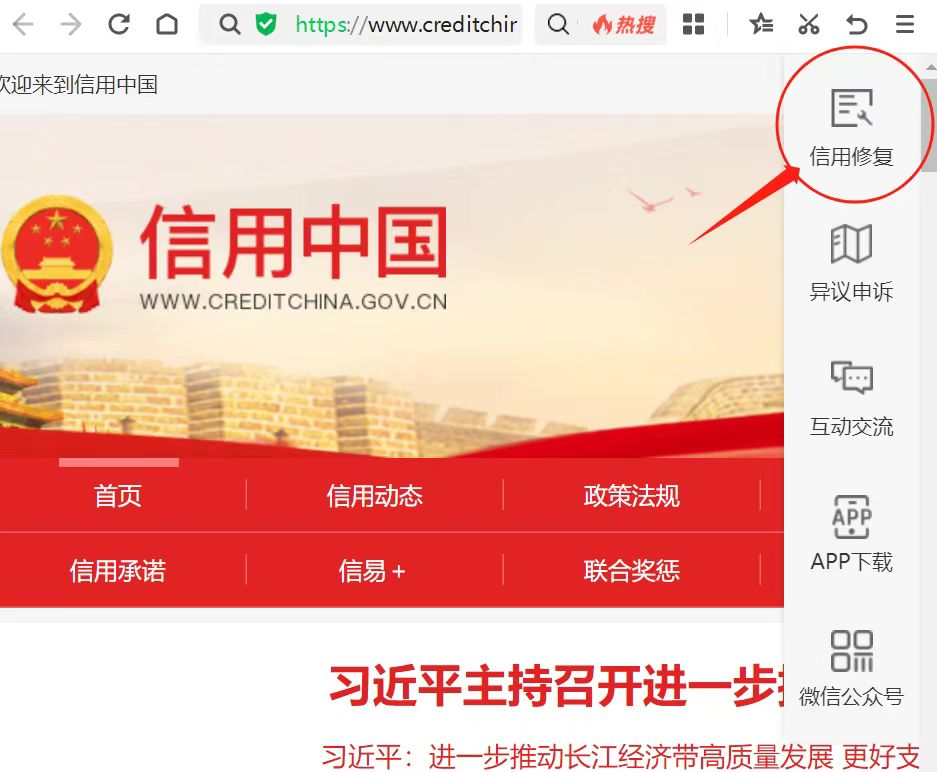 https://www.creditchin
热搜
欢迎来到信用中国
信用修复
信用中国
WWW.CREDITCHINA.GOV.CN
异议申诉
互动交流
首页
信用动态
政策法规
APP
APP下载
信用承诺
信易+
联合奖惩
微信公众号
习近平主持召开进一步
习近平：进一步推动长江经济带高质量发展 更好支